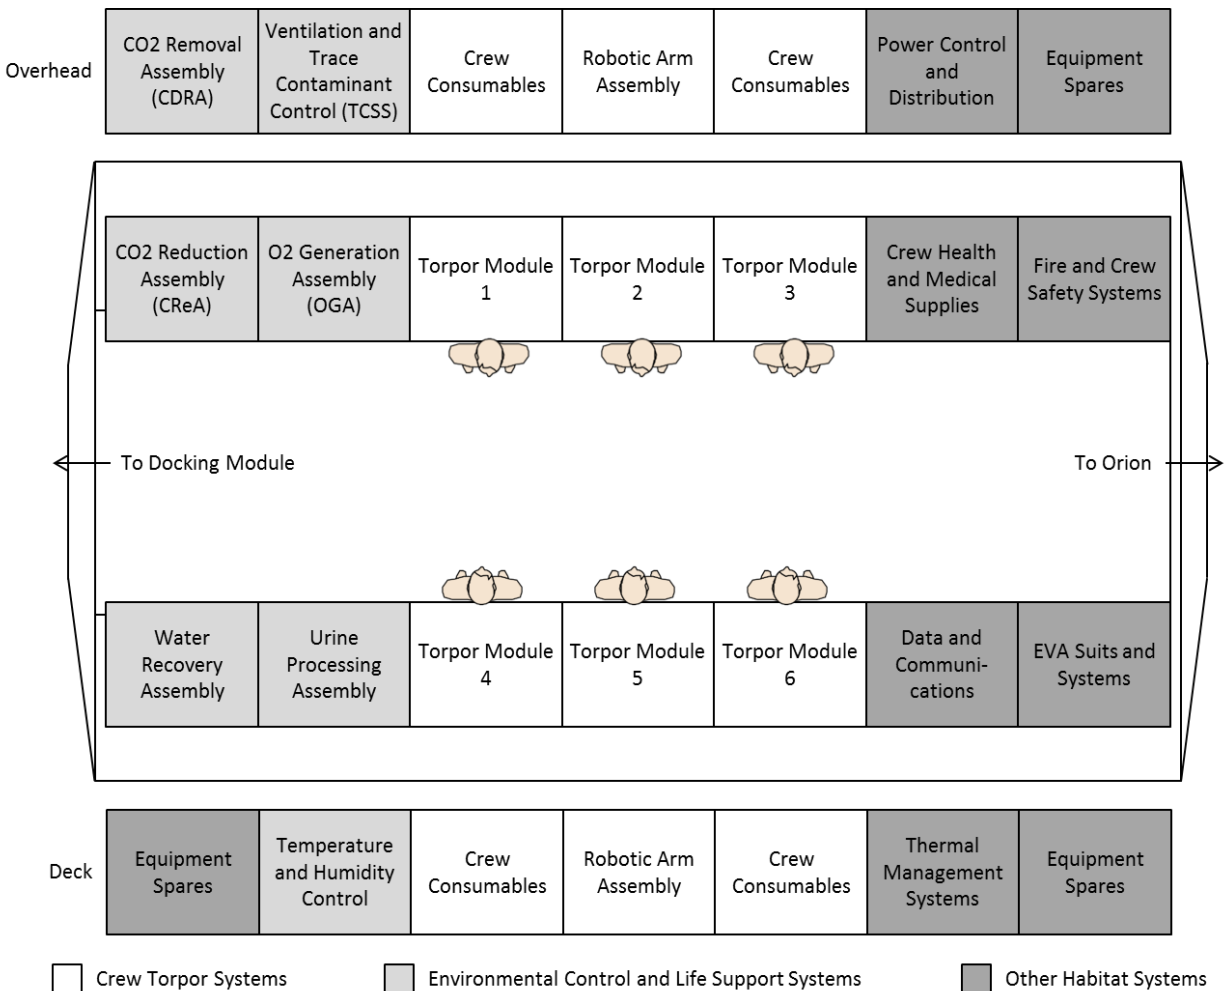 Overhead
CO2 Removal
Assembly
(CDRA)
Ventilation and
Trace
Contaminant
Control (TCSS)
Crew
Consumables
Robotic Arm
Assembly
Crew
Consumables
Power Control
and
Distribution
Equipment
Spares
CO2 Reduction
Assembly
(CReA)
O2 Generation
Assembly
(OGA)
Torpor Module
1
Torpor Module
2
Torpor Module
3
Crew Health
and Medical
Supplies
Fire and Crew
Safety Systems
To Docking Module
To Orion
Water
Recovery
Assembly
Urine
Processing
Assembly
Torpor Module
4
Torpor Module
5
Torpor Module
6
Data and
Communi-
cations
EVA Suits and
Systems
Deck
Equipment
Spares
Temperature
and Humidity
Control
Crew
Consumables
Robotic Arm
Assembly
Crew
Consumables
Thermal
Management
Systems
Equipment
Spares
Crew Torpor Systems
Environmental Control and Life Support Systems
Other Habitat Systems